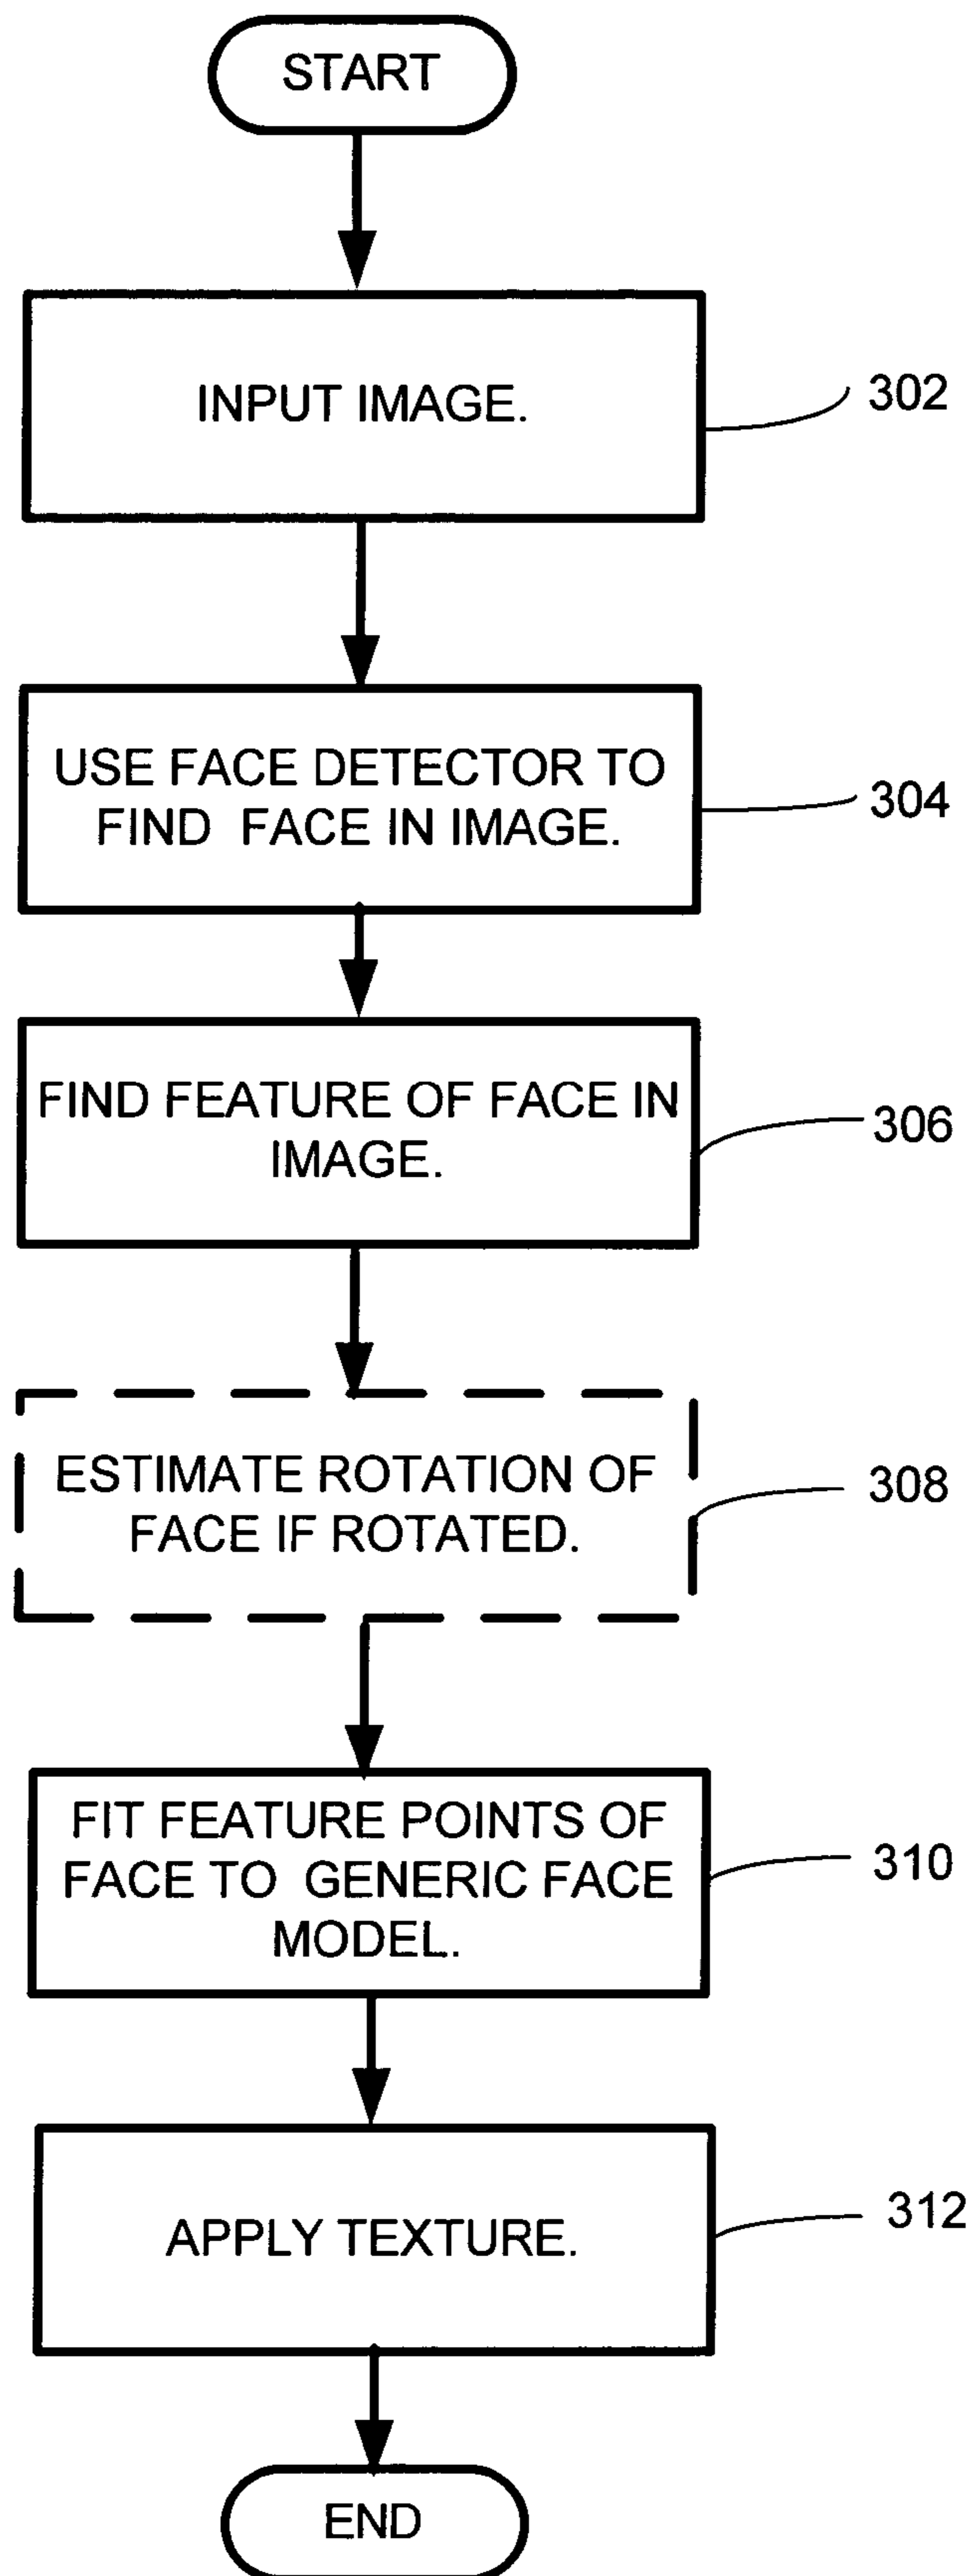 START
INPUT IMAGE.
302
USE FACE DETECTOR TO
FIND FACE IN IMAGE.
304
FIND FEATURE OF FACE IN
IMAGE.
306
ESTIMATE ROTATION OF
FACE IF ROTATED.
308
FIT FEATURE POINTS OF
FACE TO GENERIC FACE
MODEL.
310
APPLY TEXTURE.
312
END